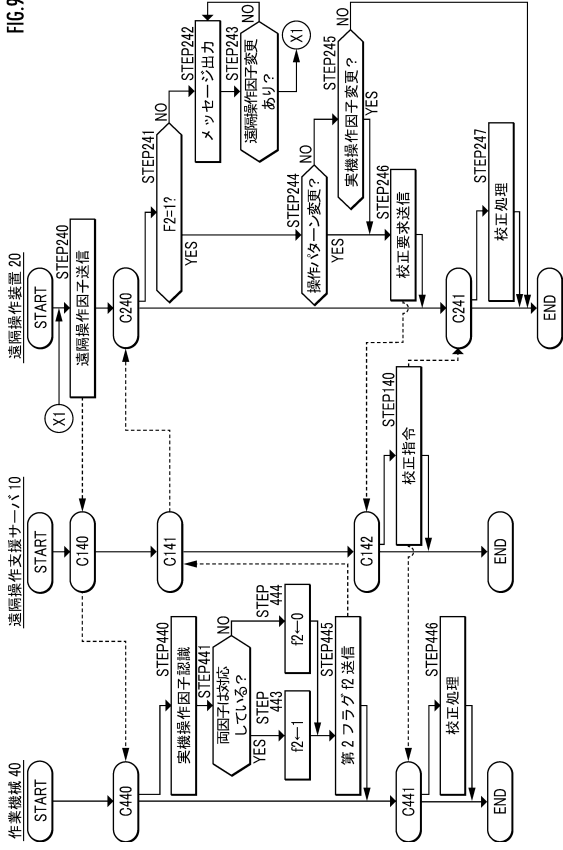 FIG.9
遠隔操作装置 20
START
X1
STEP240
遠隔操作因子送信
C240
STEP241
F2=1?
NO
YES
STEP242
メッセージ出力
STEP243
遠隔操作因子変更
あり?
NO
X1
STEP244
操作パターン変更?
NO
YES
STEP245
実機操作因子変更?
NO
YES
STEP246
校正要求送信
C241
STEP247
校正処理
END
遠隔操作支援サーバ 10
START
C140
C141
C142
STEP140
校正指令
END
作業機械 40
START
C440
STEP440
実機操作因子認識
STEP441
両因子は対応
している?
NO
YES
STEP
443
f2←1
STEP
444
f2←0
STEP445
第2フラグ f2 送信
C441
STEP446
校正処理
END